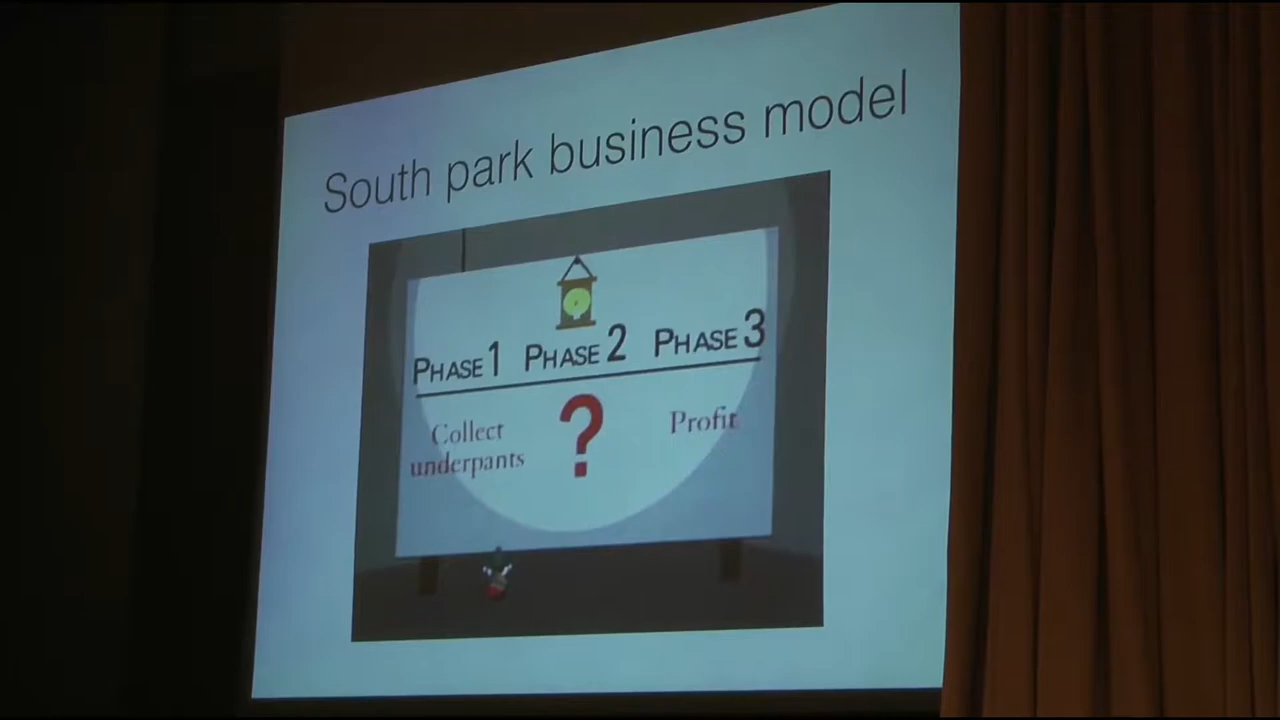 South park business model
PHASE 1 PHASE 2 PHASE 3
Collect
underpants
?
Profit